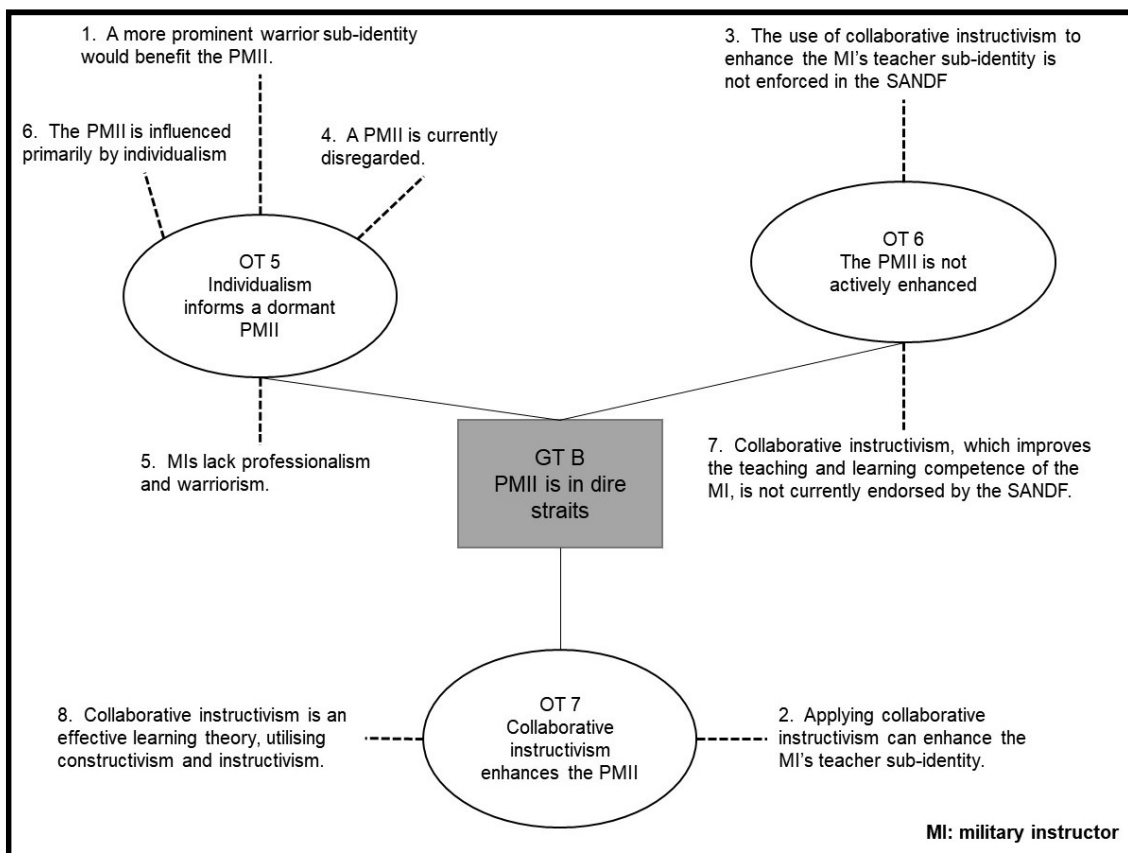 1.  A more prominent warrior sub-identity
would benefit the PMII.
3.  The use of collaborative instructivism to
enhance the MI's teacher sub-identity is
not enforced in the SANDF
6.  The PMII is influenced
primarily by individualism
4.  A PMII is currently
disregarded.
OT 5
Individualism
informs a dormant
PMII
OT 6
The PMII is not
actively enhanced
5.  MIs lack professionalism
and warriorism.
GT B
PMII is in dire
straits
7.  Collaborative instructivism, which improves
the teaching and learning competence of the
MI, is not currently endorsed by the SANDF.
8.  Collaborative instructivism is an
effective learning theory, utilising
constructivism and instructivism.
OT 7
Collaborative
instructivism
enhances the PMII
2.  Applying collaborative
instructivism can enhance the
MI's teacher sub-identity.
MI: military instructor